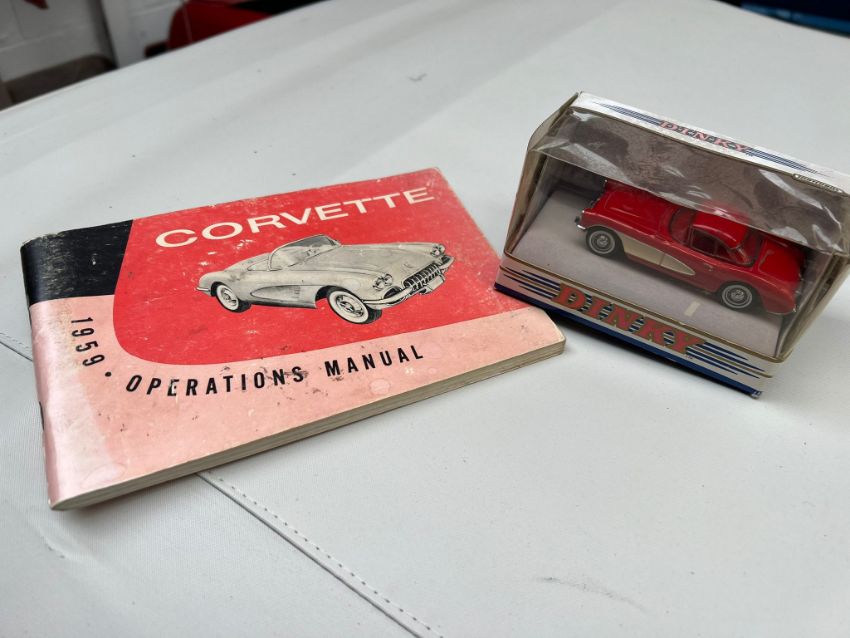 CORVETTE
1959 • OPERATIONS MANUAL
DINKY
DINKY